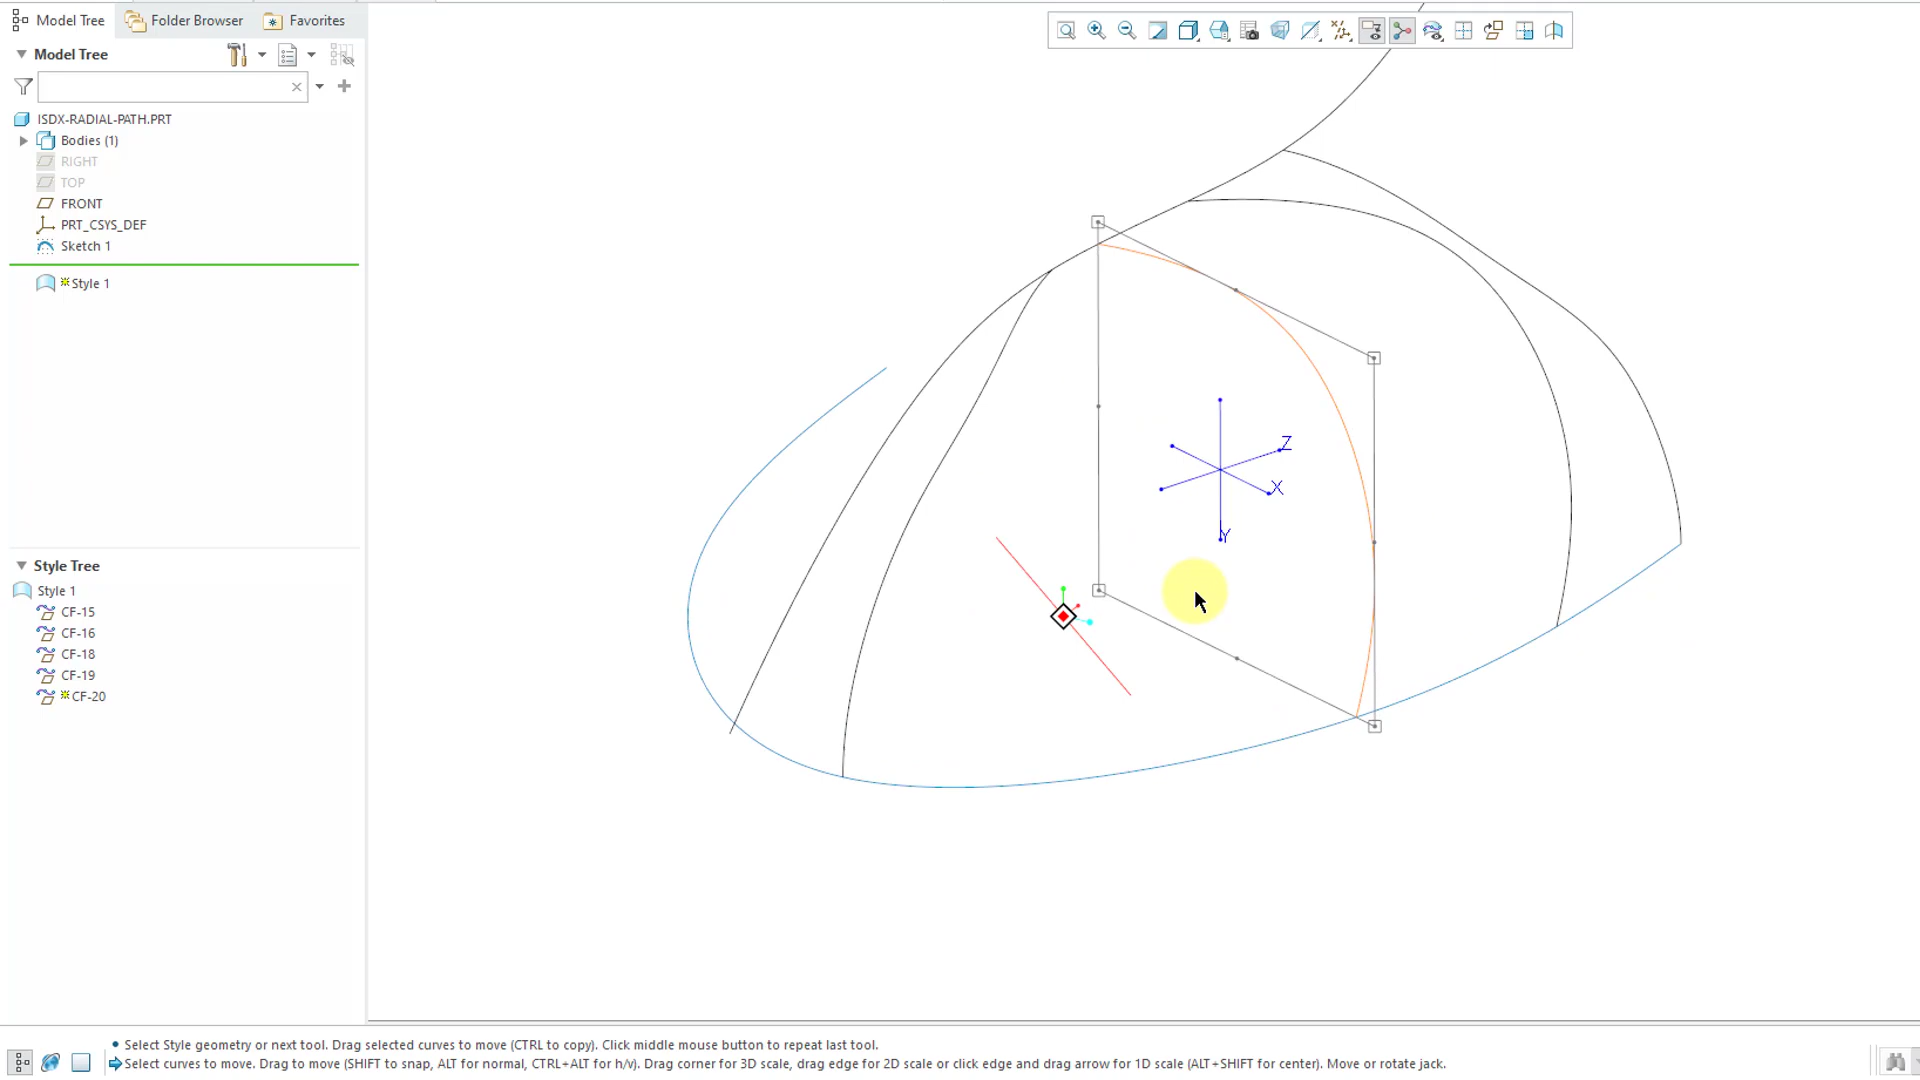 Model Tree
Folder Browser
Favorites
Model Tree
ISDX-RADIAL-PATH.PRT
Bodies (1)
RIGHT
TOP
FRONT
PRT_CSYS_DEF
Sketch 1
Style 1
Style Tree
Style 1
CF-15
CF-16
CF-18
CF-19
CF-20
Z
X
Y
Select Style geometry or next tool. Drag selected curves to move (CTRL to copy). Click middle mouse button to repeat last tool.
Select curves to move. Drag to move (SHIFT to snap, ALT for normal, CTRL+ALT for h/v). Drag corner for 3D scale, drag edge for 2D scale or click edge and drag arrow for 1D scale (ALT+SHIFT for center). Move or rotate jack.